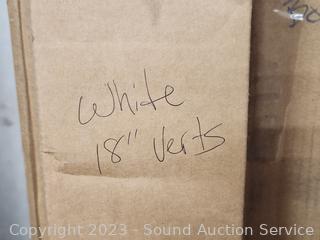 White
18" Verts
Copyright 2023 - Sound Auction Service